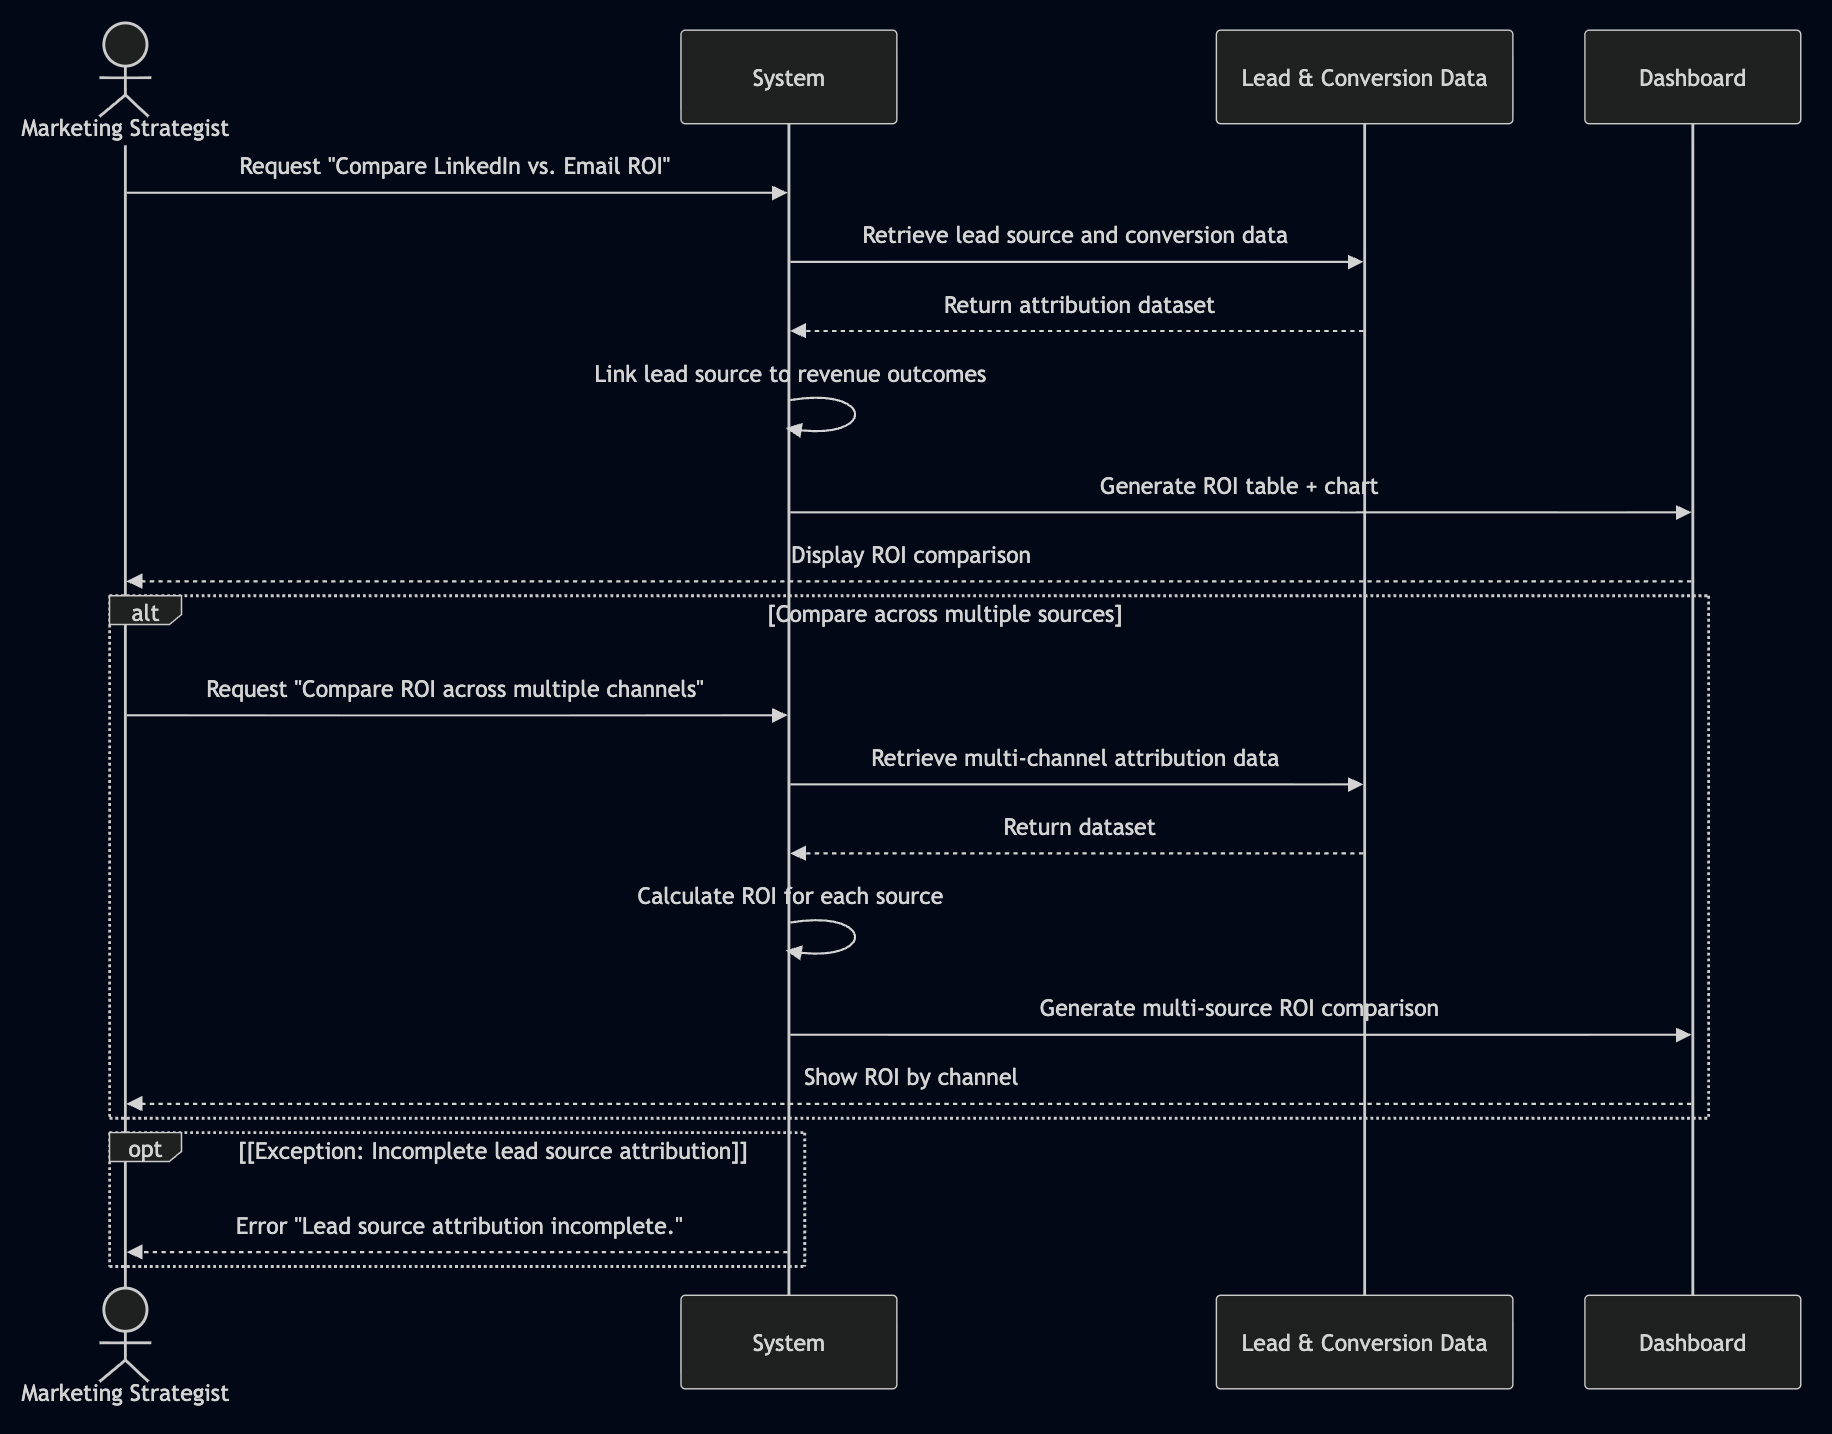 Marketing Strategist
System
Lead & Conversion Data
Dashboard
Request "Compare LinkedIn vs. Email ROI"
Retrieve lead source and conversion data
Return attribution dataset
Link lead source to revenue outcomes
Generate ROI table + chart
Display ROI comparison
alt
[Compare across multiple sources]
Request "Compare ROI across multiple channels"
Retrieve multi-channel attribution data
Return dataset
Calculate ROI for each source
Generate multi-source ROI comparison
Show ROI by channel
opt
[[Exception: Incomplete lead source attribution]]
Error "Lead source attribution incomplete."
Marketing Strategist
System
Lead & Conversion Data
Dashboard